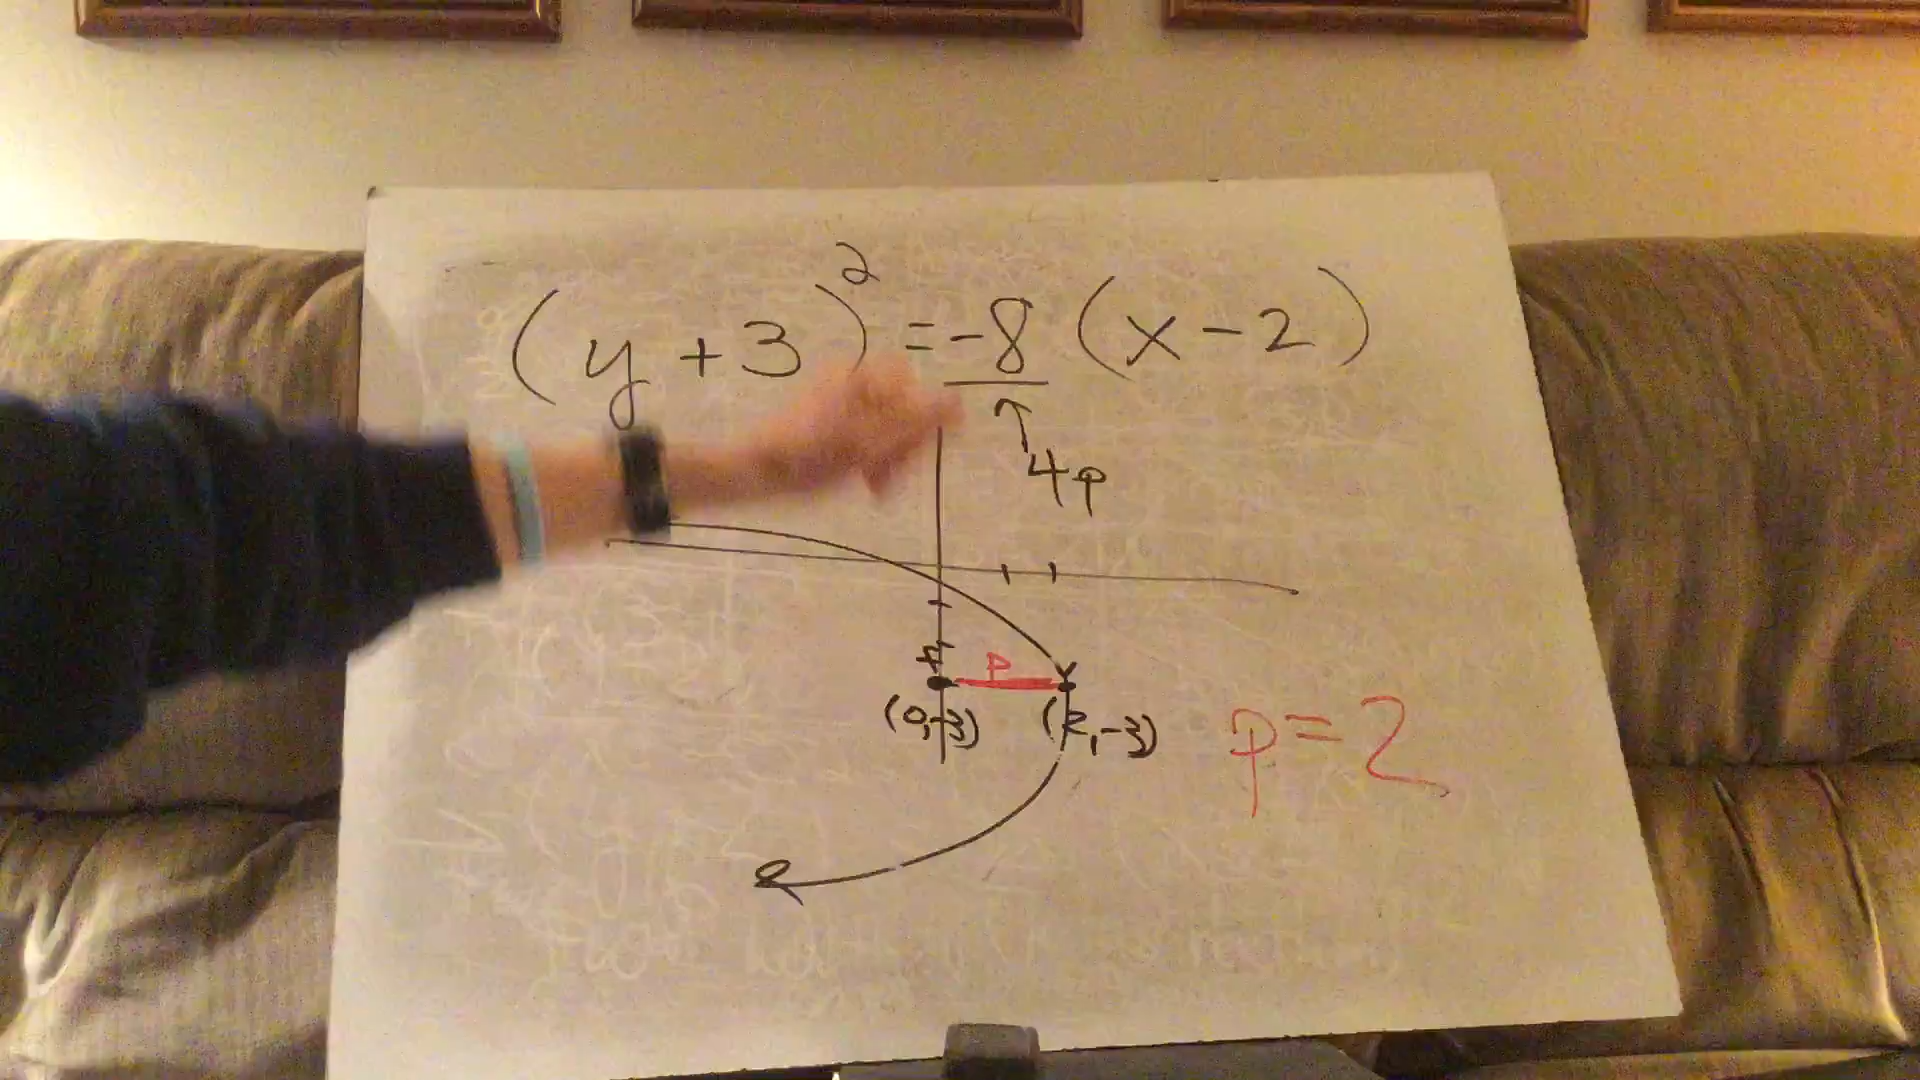 (y + 3)² = -8 (x - 2)
4p
F P V
(0,-3) (2,-3)
p = 2